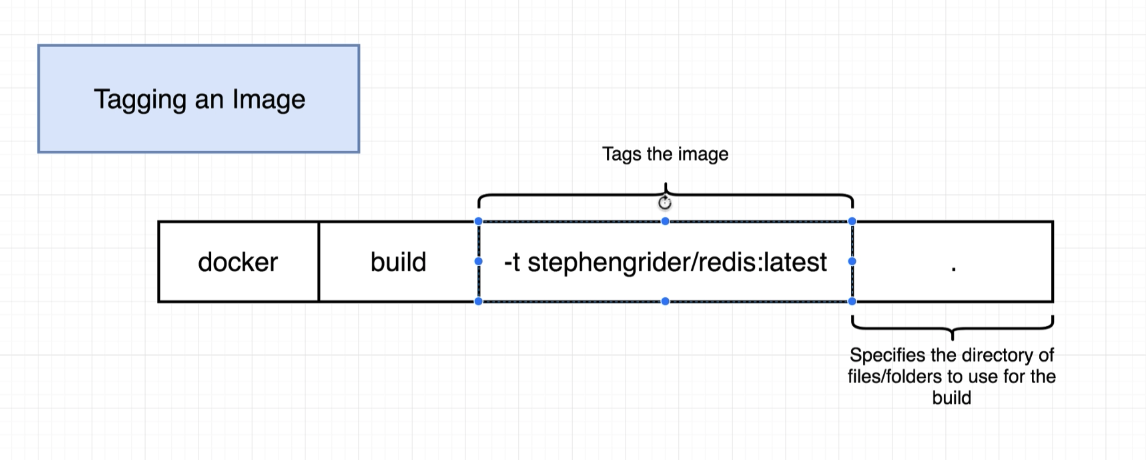 Tagging an Image
Tags the image
docker build -t stephengrider/redis:latest .
Specifies the directory of
files/folders to use for the
build